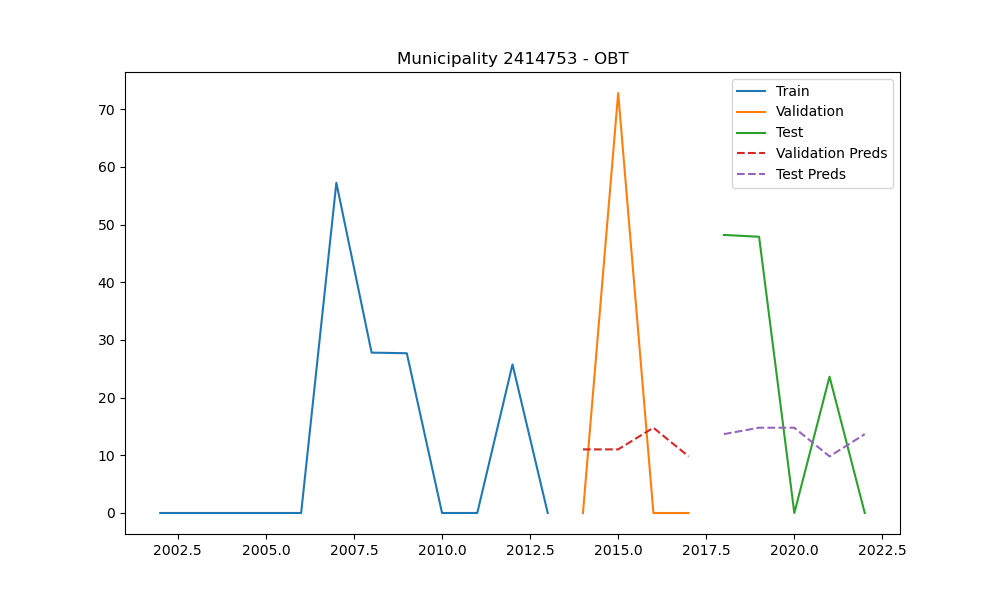 Municipality 2414753 - OBT
Train
Validation
Test
Validation Preds
Test Preds
70
60
50
40
30
20
10
0
2002.5 2005.0 2007.5 2010.0 2012.5 2015.0 2017.5 2020.0 2022.5